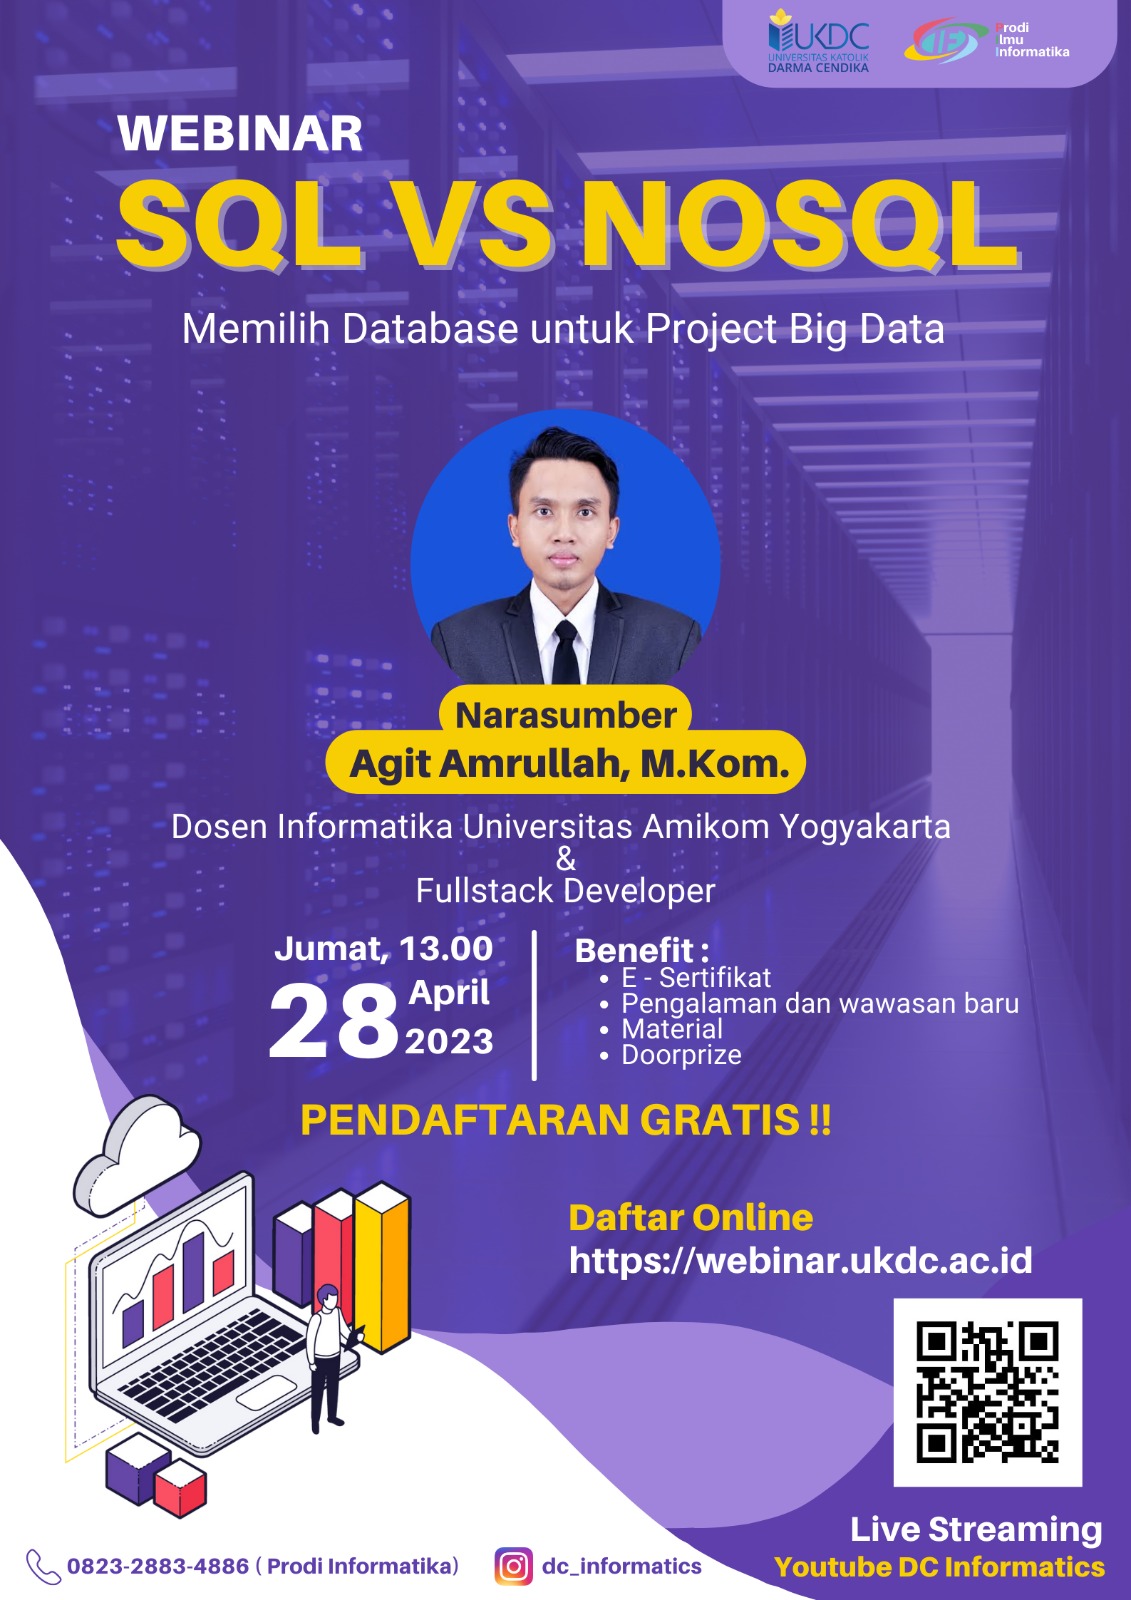 UKDC
UNIVERSITAS KATOLIK
DARMA CENDIKA
IF
Prodi
Ilmu
Informatika
WEBINAR
SQL VS NOSQL
Memilih Database untuk Project Big Data
Narasumber
Agit Amrullah, M.Kom.
Dosen Informatika Universitas Amikom Yogyakarta
&
Fullstack Developer
Jumat, 13.00
28 April
2023
Benefit :
• E - Sertifikat
• Pengalaman dan wawasan baru
• Material
• Doorprize
PENDAFTARAN GRATIS !!
Daftar Online
https://webinar.ukdc.ac.id
Live Streaming
Youtube DC Informatics
0823-2883-4886 ( Prodi Informatika)
dc_informatics